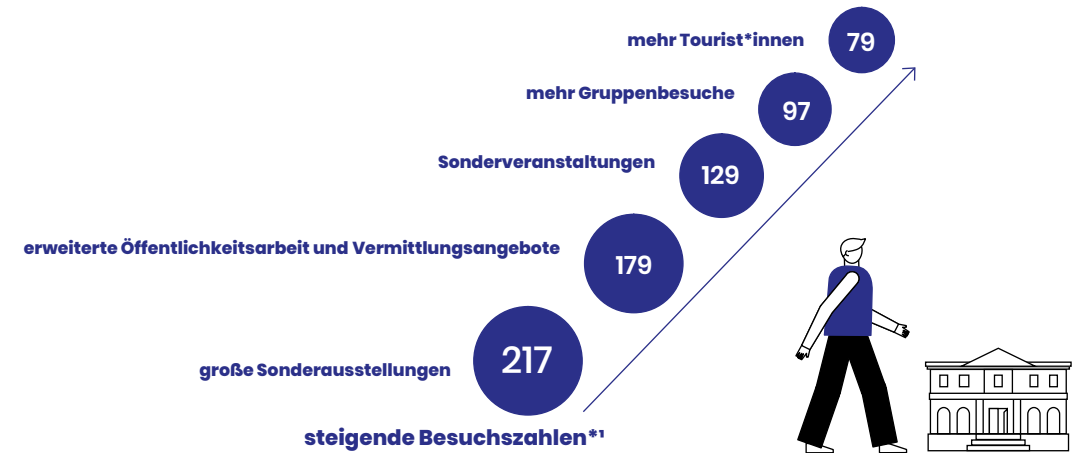 mehr Tourist*innen 79
mehr Gruppenbesuche 97
Sonderveranstaltungen 129
erweiterte Öffentlichkeitsarbeit und Vermittlungsangebote 179
große Sonderausstellungen 217
steigende Besuchszahlen*¹